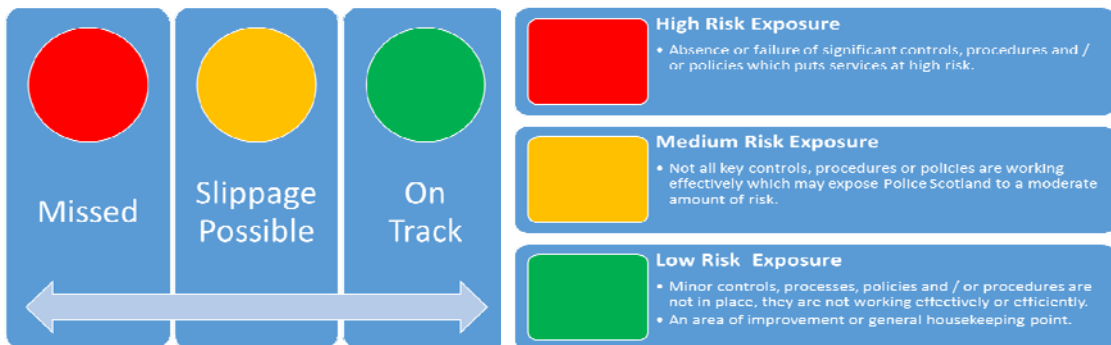 Missed
Slippage
Possible
On
Track
High Risk Exposure
• Absence or failure of significant controls, procedures and /
or policies which puts services at high risk.
Medium Risk Exposure
• Not all key controls, procedures or policies are working
effectively which may expose Police Scotland to a moderate
amount of risk.
Low Risk  Exposure
• Minor controls, processes, policies and / or procedures are
not in place, they are not working effectively or efficiently.
• An area of improvement or general housekeeping point.